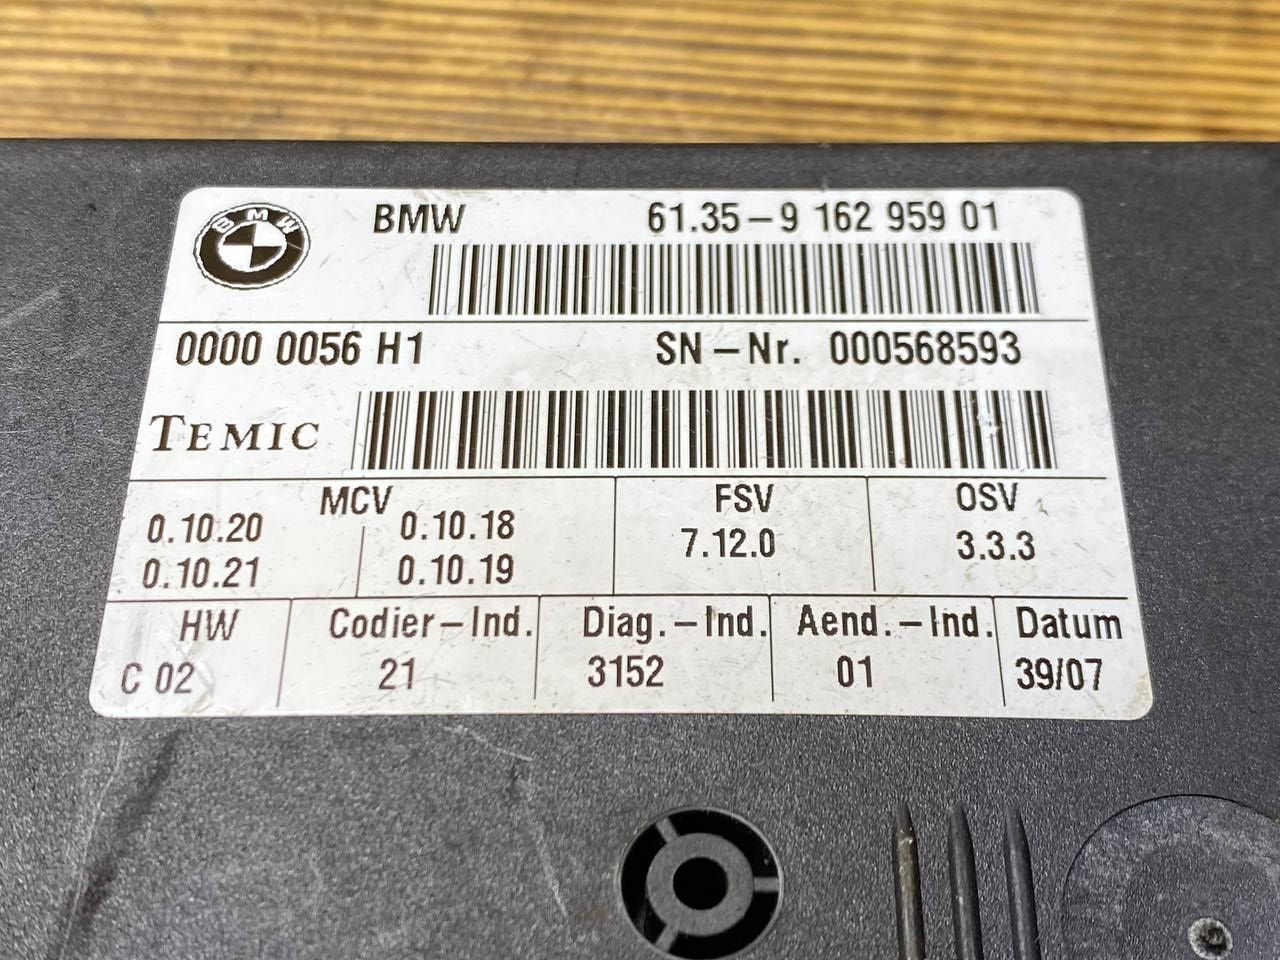 BMW
BMW 61.35-9 162 959 01
0000 0056 H1 SN-Nr. 000568593
TEMIC
MCV FSV OSV
0.10.20 0.10.18 7.12.0 3.3.3
0.10.21 0.10.19
HW Codier-Ind. Diag.-Ind. Aend.-Ind. Datum
C 02 21 3152 01 39/07